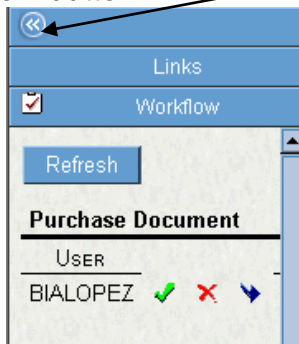 Links
Workflow
Refresh
Purchase Document
USER
BIALOPEZ